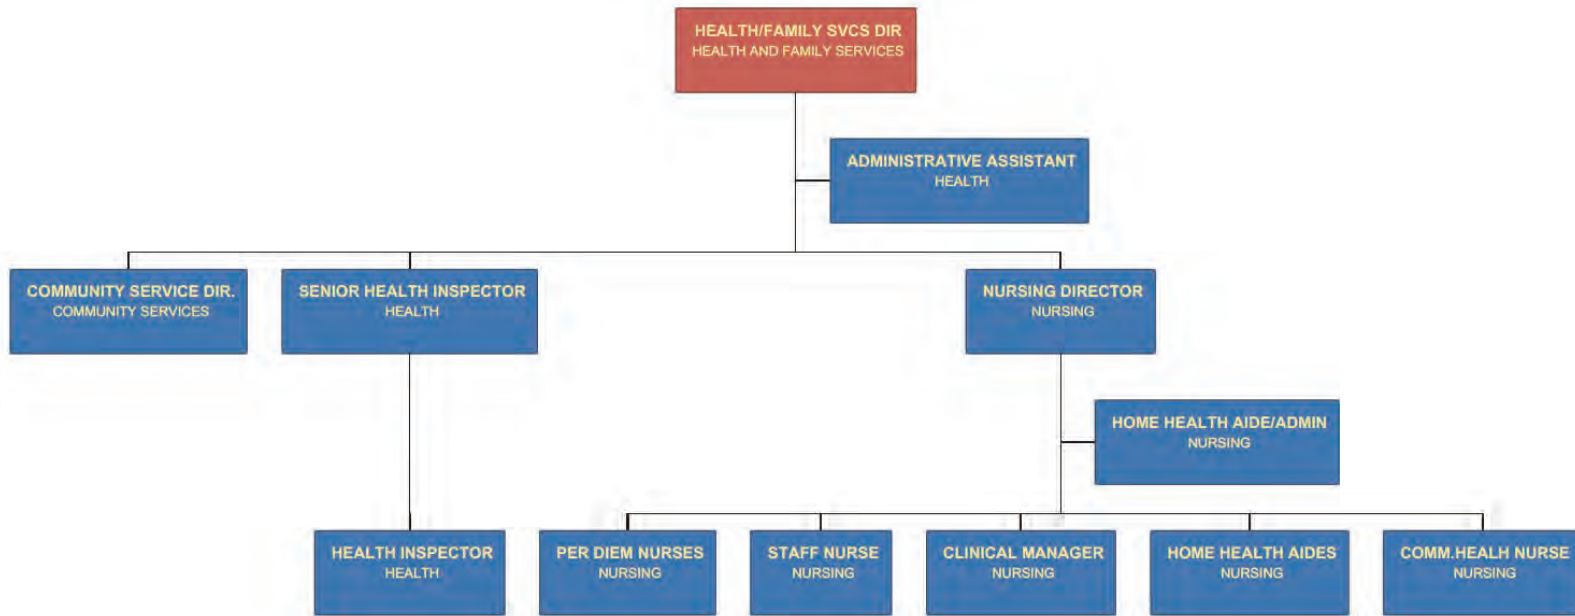 HEALTH/FAMILY SVCS DIR
HEALTH AND FAMILY SERVICES
ADMINISTRATIVE ASSISTANT
HEALTH
COMMUNITY SERVICE DIR.
COMMUNITY SERVICES
SENIOR HEALTH INSPECTOR
HEALTH
NURSING DIRECTOR
NURSING
HOME HEALTH AIDE/ADMIN
NURSING
HEALTH INSPECTOR
HEALTH
PER DIEM NURSES
NURSING
STAFF NURSE
NURSING
CLINICAL MANAGER
NURSING
HOME HEALTH AIDES
NURSING
COMM.HEALH NURSE
NURSING